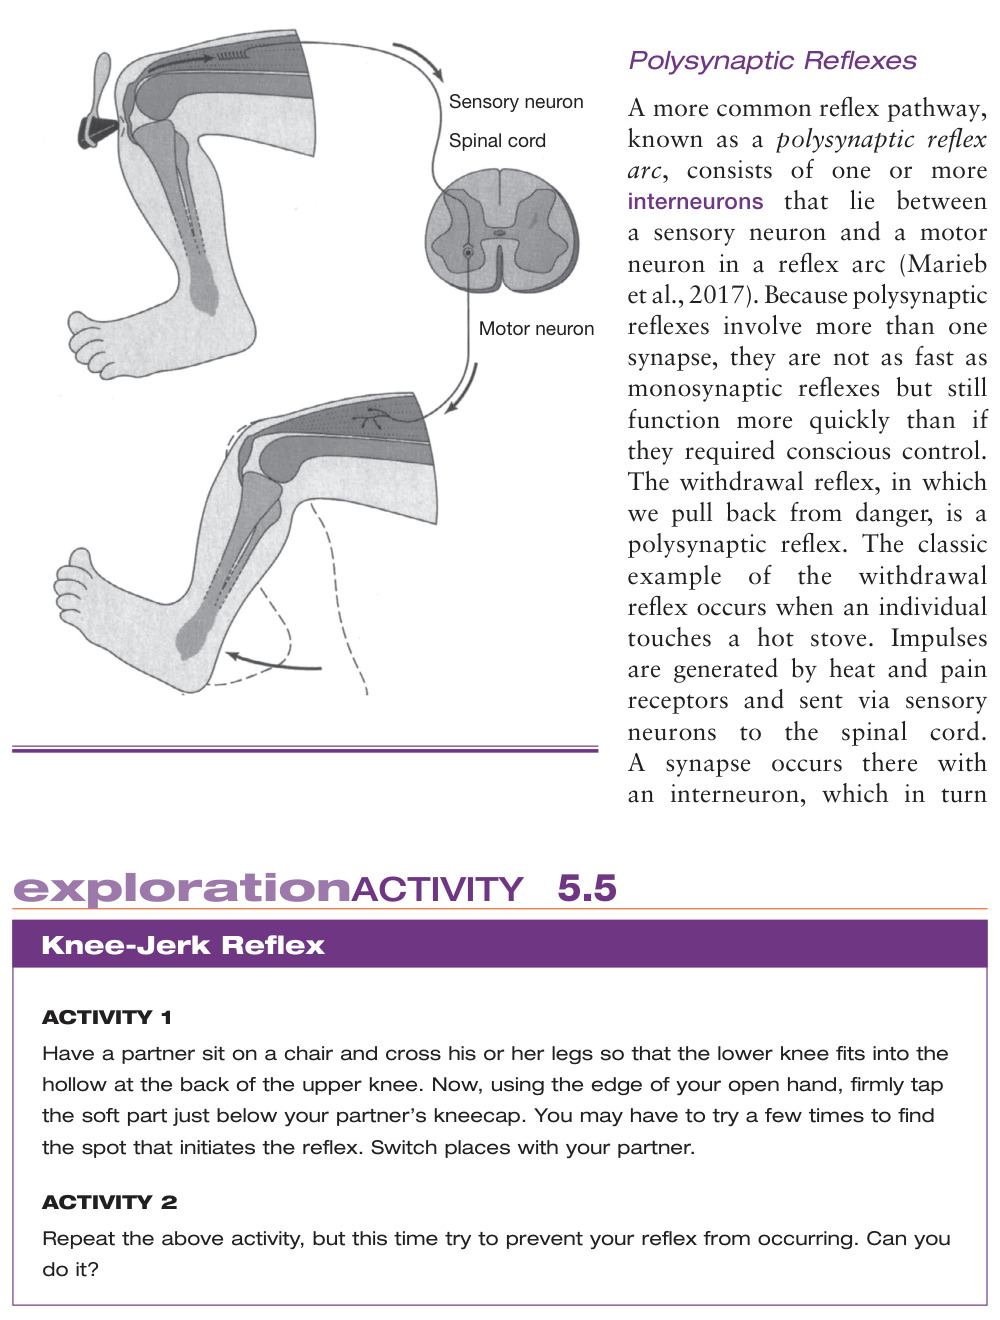 Sensory neuron
Spinal cord
Motor neuron
Polysynaptic Reflexes
A more common reflex pathway,
known as a polysynaptic reflex
arc, consists of one or more
interneurons that lie between
a sensory neuron and a motor
neuron in a reflex arc (Marieb
et al., 2017). Because polysynaptic
reflexes involve more than one
synapse, they are not as fast as
monosynaptic reflexes but still
function more quickly than if
they required conscious control.
The withdrawal reflex, in which
we pull back from danger, is a
polysynaptic reflex. The classic
example of the withdrawal
reflex occurs when an individual
touches a hot stove. Impulses
are generated by heat and pain
receptors and sent via sensory
neurons to the spinal cord.
A synapse occurs there with
an interneuron, which in turn
explorationACTIVITY 5.5
Knee-Jerk Reflex
ACTIVITY 1
Have a partner sit on a chair and cross his or her legs so that the lower knee fits into the
hollow at the back of the upper knee. Now, using the edge of your open hand, firmly tap
the soft part just below your partner's kneecap. You may have to try a few times to find
the spot that initiates the reflex. Switch places with your partner.
ACTIVITY 2
Repeat the above activity, but this time try to prevent your reflex from occurring. Can you
do it?